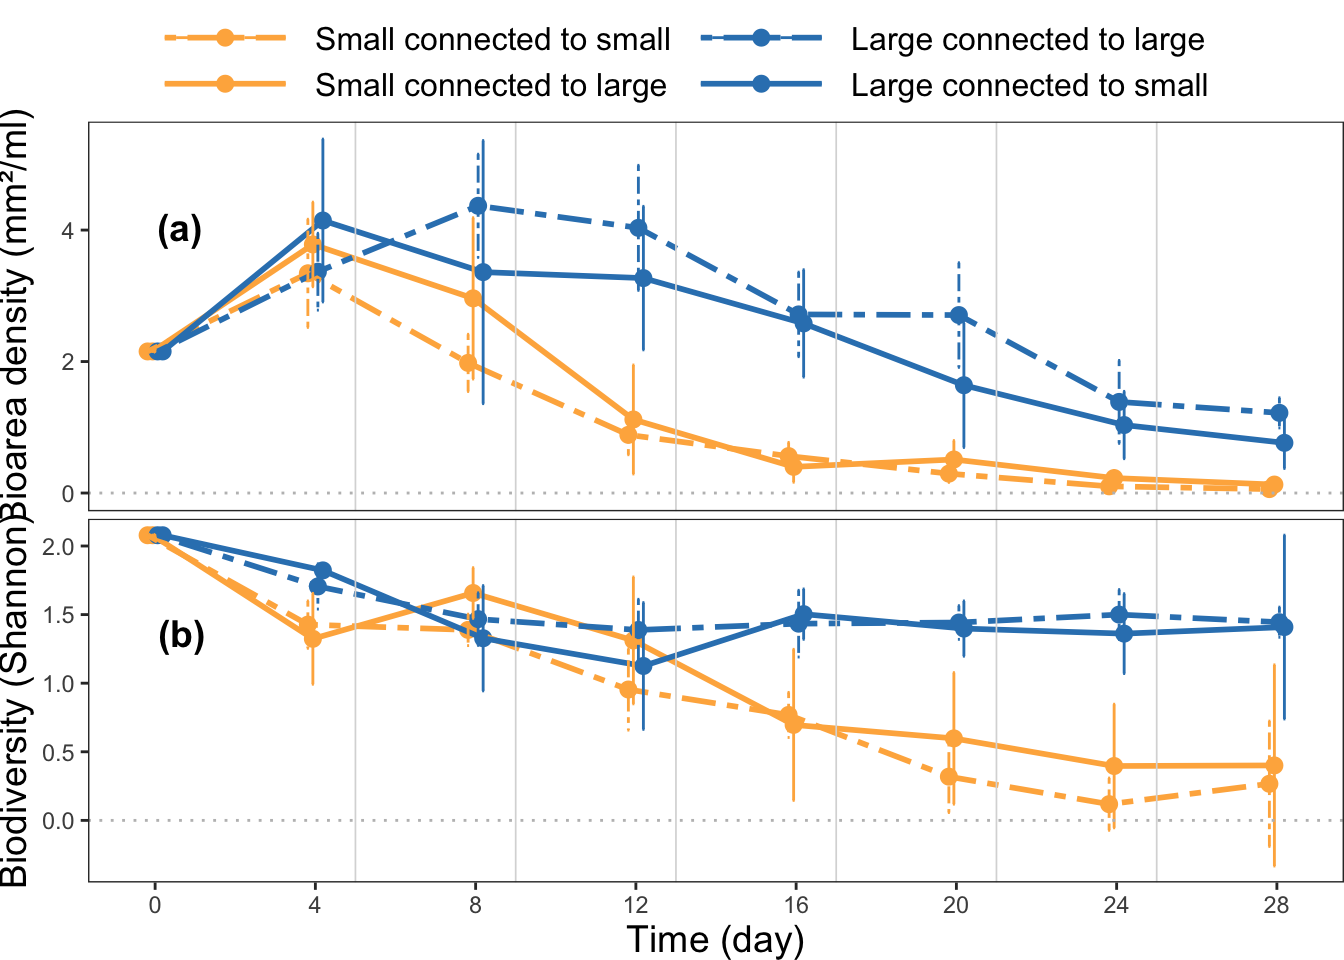 Small connected to small
Large connected to large
Small connected to large
Large connected to small
Bioarea density (mm²/ml)
(a)
4
2
0
Biodiversity (Shannon)
(b)
2.0
1.5
1.0
0.5
0.0
0 4 8 12 16 20 24 28
Time (day)